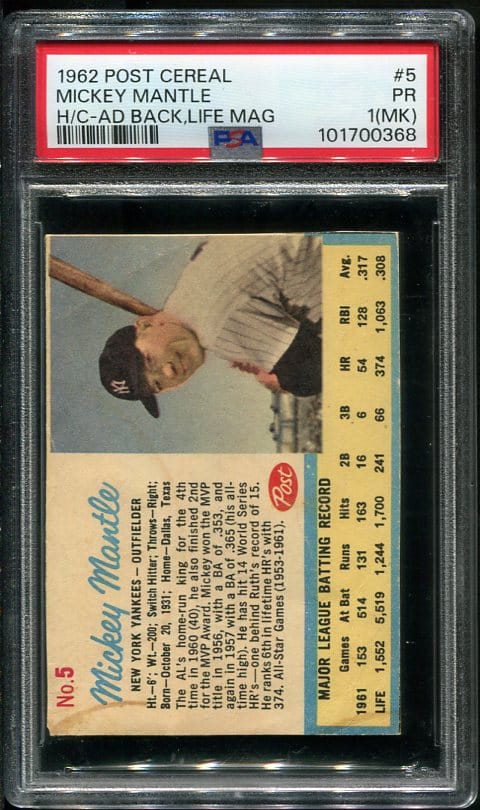 1962 POST CEREAL #5
MICKEY MANTLE PR
H/C-AD BACK,LIFE MAG 1(MK)
PSA 101700368
No.5
Mickey Mantle
NEW YORK YANKEES—OUTFIELDER
Ht.—6'; Wt.—200; Switch Hitter; Throws—Right;
Born—October 20, 1931; Home—Dallas, Texas
The AL's home-run king for the 4th
time in 1960 (40), he also finished 2nd
for the MVP Award. Mickey won the MVP
title in 1956, with a BA of .353, and
again in 1957 with a BA of .365 (his all-
time high). He has hit 14 World Series
HR's—one behind Ruth's record of 15.
He ranks 6th in lifetime HR's with
374. All-Star Games (1953-1961).
Post
MAJOR LEAGUE BATTING RECORD
Games At Bat Runs Hits 2B 3B HR RBI Avg.
1961 153 514 131 163 16 6 54 128 .317
LIFE 1,552 5,519 1,244 1,700 241 66 374 1,063 .308
NY